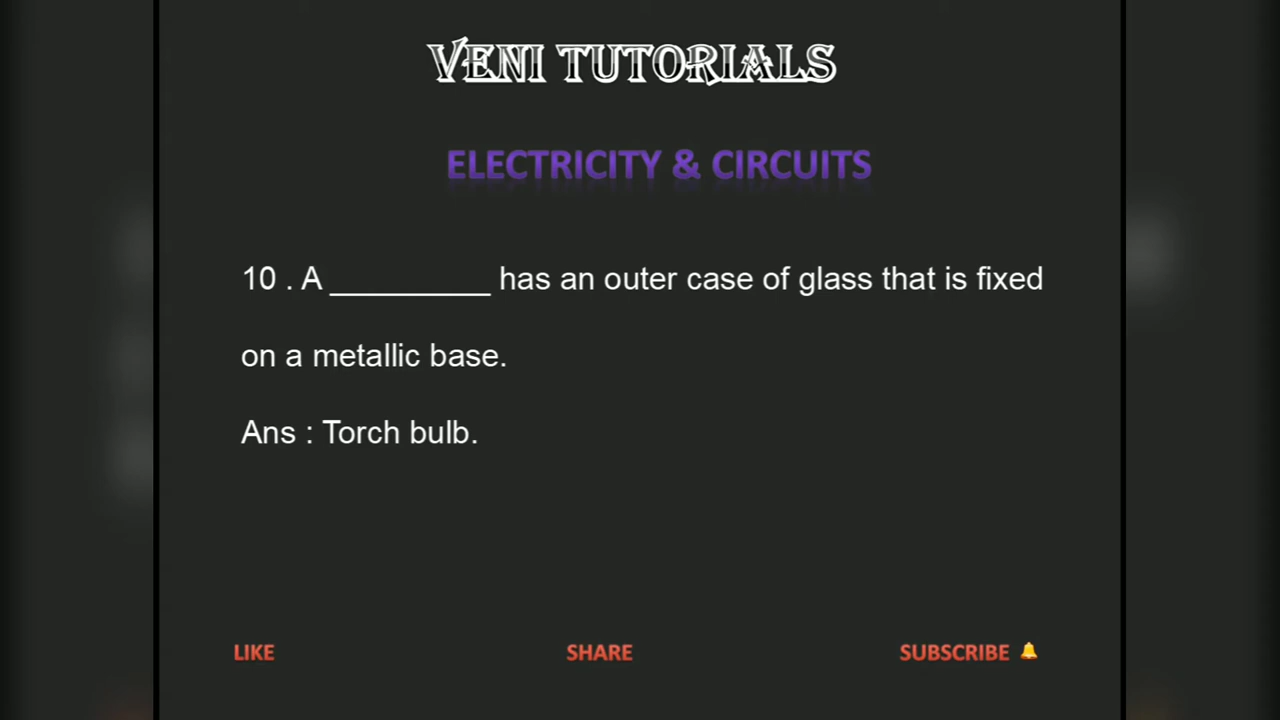 VENI TUTORIALS
ELECTRICITY & CIRCUITS
10 . A __________ has an outer case of glass that is fixed
on a metallic base.
Ans : Torch bulb.
LIKE SHARE SUBSCRIBE 🔔